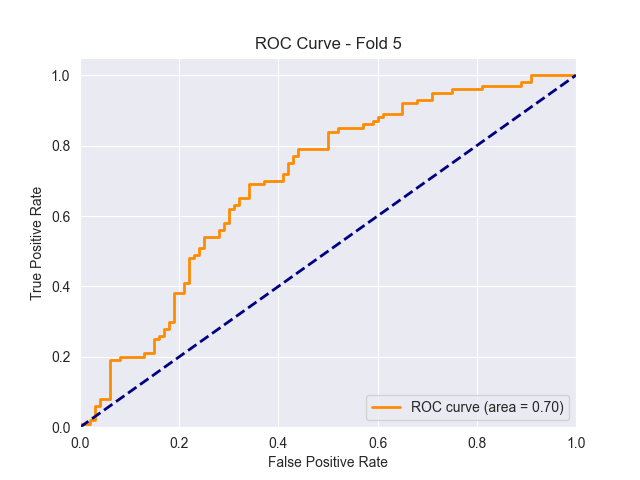 ROC Curve - Fold 5
True Positive Rate
1.0
0.8
0.6
0.4
0.2
0.0
ROC curve (area = 0.70)
0.0 0.2 0.4 0.6 0.8 1.0
False Positive Rate